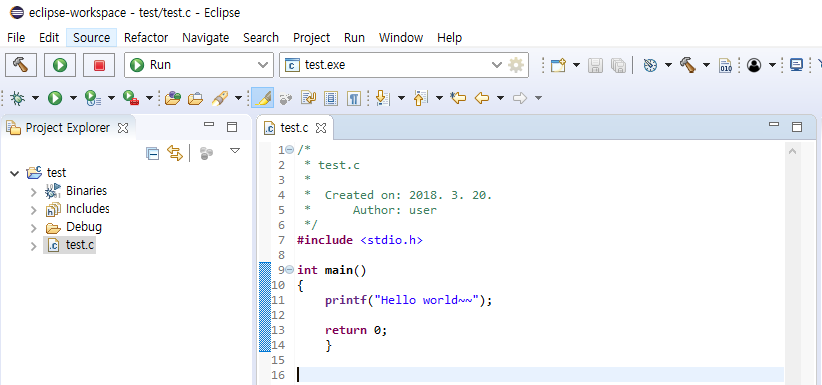 eclipse-workspace - test/test.c - Eclipse
File Edit Source Refactor Navigate Search Project Run Window Help
Run
test.exe
010
Project Explorer
test.c
test
Binaries
Includes
Debug
test.c
1 /*
2  * test.c
3  *
4  *  Created on: 2018. 3. 20.
5  *      Author: user
6  */
7 #include <stdio.h>
8
9 int main()
10 {
11     printf("Hello world~~");
12
13     return 0;
14     }
15
16